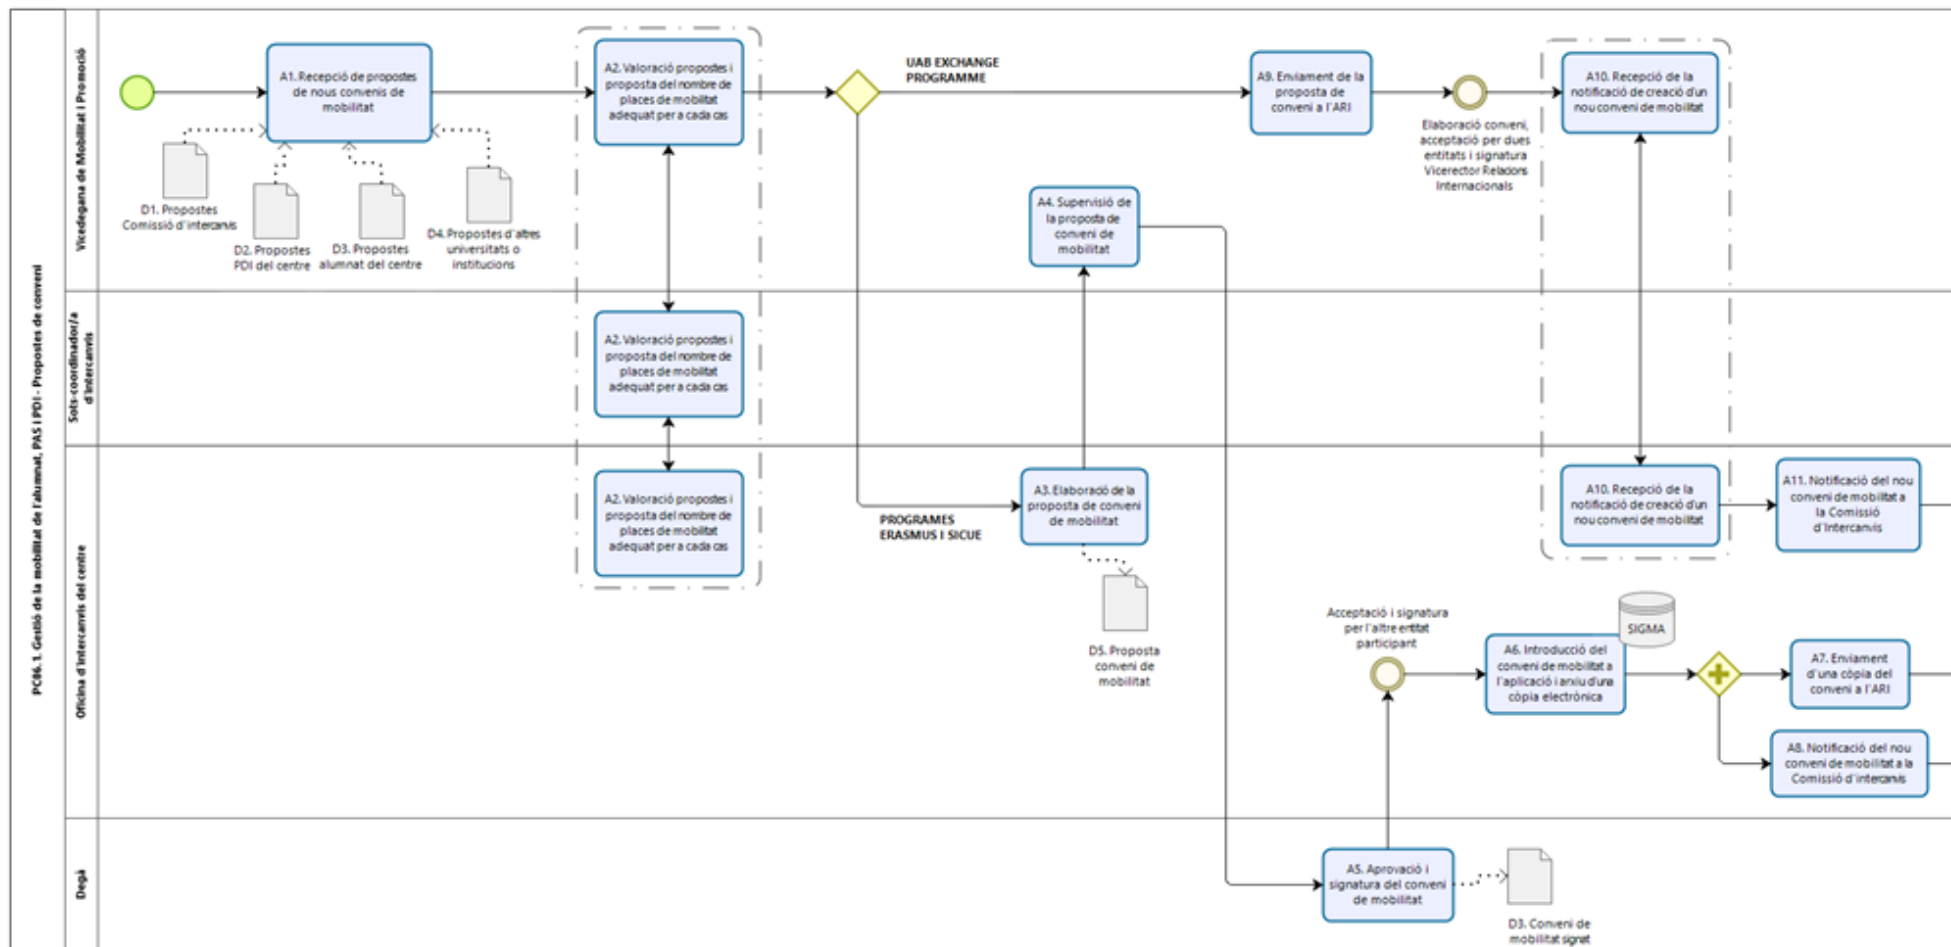 PC06.1. Gestió de la mobilitat de l'alumnat, PAS i PDI - Propostes de conveni
Vicedegana de Mobilitat i Promoció
A1. Recepció de propostes
de nous convenis de
mobilitat
D1. Propostes
Comissió d'intercanvis
D2. Propostes
PDI del centre
D3. Propostes
alumnat del centre
D4. Propostes d'altres
universitats o
institucions
A2. Valoració propostes i
proposta del nombre de
places de mobilitat
adequat per a cada cas
UAB EXCHANGE
PROGRAMME
A9. Enviament de la
proposta de
conveni a l'ARI
Elaboració conveni,
acceptació per dues
entitats i signatura
Vicerector Relacions
Internacionals
A10. Recepció de la
notificació de creació d'un
nou conveni de mobilitat
A4. Supervisió de
la proposta de
conveni de
mobilitat
Sots-coordinador/a
d'intercanvis
A2. Valoració propostes i
proposta del nombre de
places de mobilitat
adequat per a cada cas
Oficina d'intercanvis del centre
A2. Valoració propostes i
proposta del nombre de
places de mobilitat
adequat per a cada cas
PROGRAMES
ERASMUS I SICUE
A3. Elaboració de la
proposta de conveni
de mobilitat
D5. Proposta
conveni de
mobilitat
A10. Recepció de la
notificació de creació d'un
nou conveni de mobilitat
A11. Notificació del nou
conveni de mobilitat a
la Comissió
d'Intercanvis
Acceptació i signatura
per l'altre entitat
participant
A6. Introducció del
conveni de mobilitat a
l'aplicació i arxiu d'una
còpia electrònica
SIGMA
A7. Enviament
d'una còpia del
conveni a l'ARI
A8. Notificació del nou
conveni de mobilitat a la
Comissió d'intercanvis
Degà
A5. Aprovació i
signatura del conveni
de mobilitat
D3. Conveni de
mobilitat signat